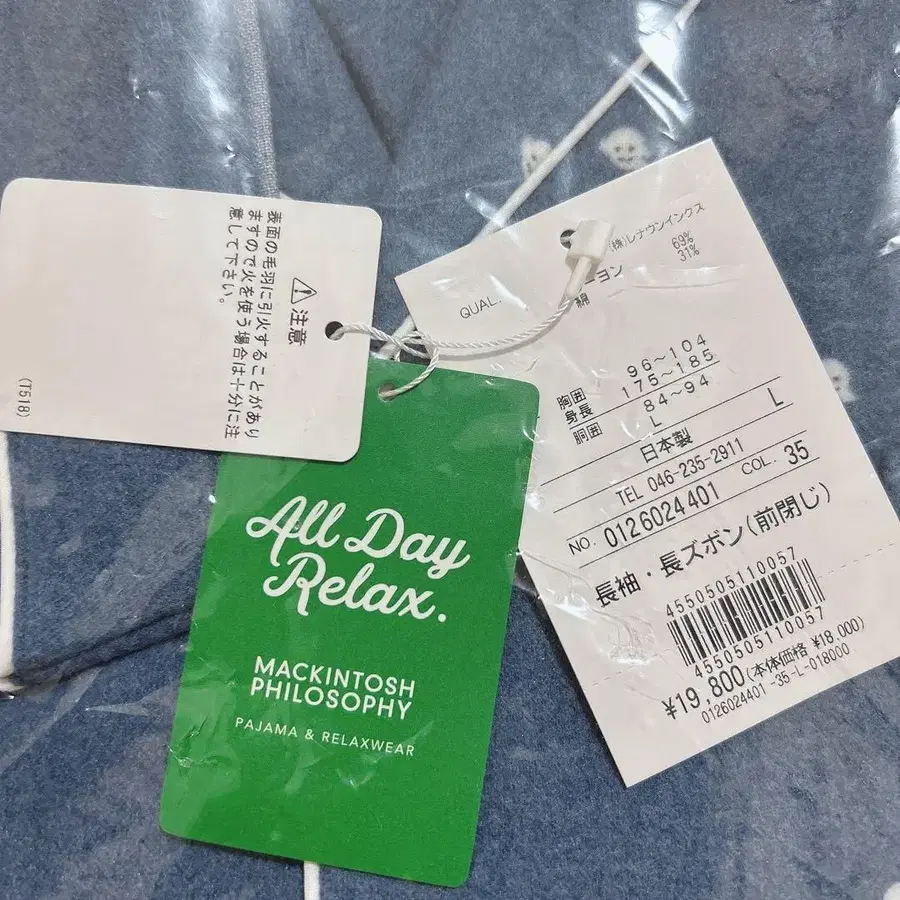 ⚠注意
表面の毛羽に引火することがあり
ますので火を使う場合は十分に注
意して下さい。
(T518)
All Day
Relax.
MACKINTOSH
PHILOSOPHY
PAJAMA & RELAXWEAR
(株)レナウンインクス
QUAL.
ーヨン 69%
綿 31%
胸囲 96~104
身長 175~185
胴囲 84~94
L L
日本製
TEL 046-235-2911
NO. 0126024401 COL. 35
長袖・長ズボン(前閉じ)
4550505110057
4550505110057
¥19,800(本体価格 ¥18,000)
0126024401 -35-L-018000